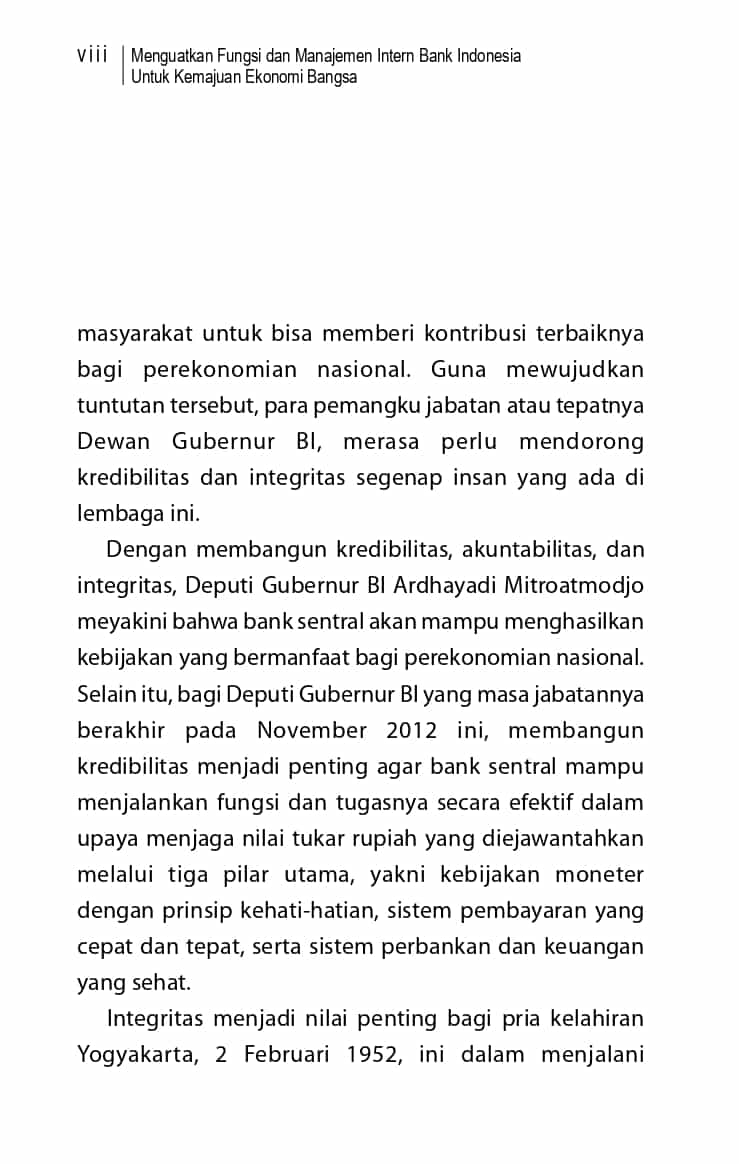 viii
Menguatkan Fungsi dan Manajemen Intern Bank Indonesia
Untuk Kemajuan Ekonomi Bangsa
masyarakat untuk bisa memberi kontribusi terbaiknya
bagi perekonomian nasional. Guna mewujudkan
tuntutan tersebut, para pemangku jabatan atau tepatnya
Dewan Gubernur BI, merasa perlu mendorong
kredibilitas dan integritas segenap insan yang ada di
lembaga ini.
Dengan membangun kredibilitas, akuntabilitas, dan
integritas, Deputi Gubernur BI Ardhayadi Mitroatmodjo
meyakini bahwa bank sentral akan mampu menghasilkan
kebijakan yang bermanfaat bagi perekonomian nasional.
Selain itu, bagi Deputi Gubernur BI yang masa jabatannya
berakhir pada November 2012 ini, membangun
kredibilitas menjadi penting agar bank sentral mampu
menjalankan fungsi dan tugasnya secara efektif dalam
upaya menjaga nilai tukar rupiah yang diejawantahkan
melalui tiga pilar utama, yakni kebijakan moneter
dengan prinsip kehati-hatian, sistem pembayaran yang
cepat dan tepat, serta sistem perbankan dan keuangan
yang sehat.
Integritas menjadi nilai penting bagi pria kelahiran
Yogyakarta, 2 Februari 1952, ini dalam menjalani